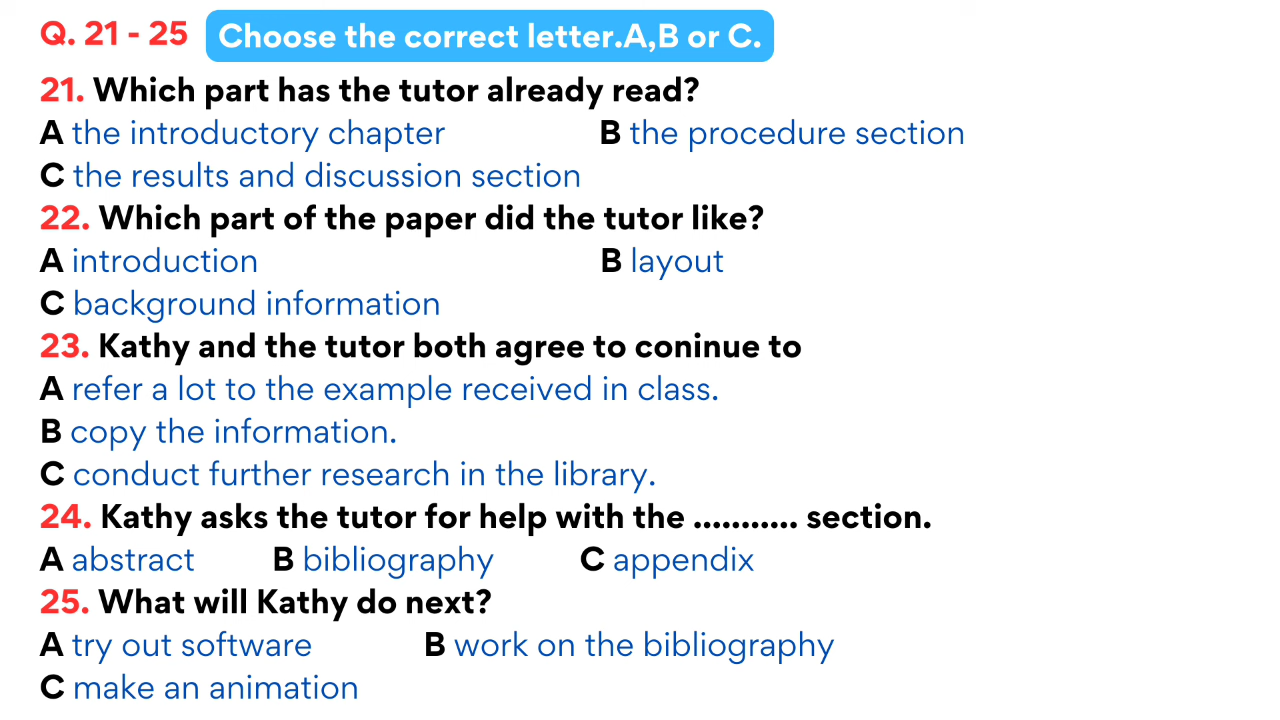 Q. 21 - 25 Choose the correct letter.A,B or C.
21. Which part has the tutor already read?
A the introductory chapter B the procedure section
C the results and discussion section
22. Which part of the paper did the tutor like?
A introduction B layout
C background information
23. Kathy and the tutor both agree to coninue to
A refer a lot to the example received in class.
B copy the information.
C conduct further research in the library.
24. Kathy asks the tutor for help with the ........... section.
A abstract B bibliography C appendix
25. What will Kathy do next?
A try out software B work on the bibliography
C make an animation